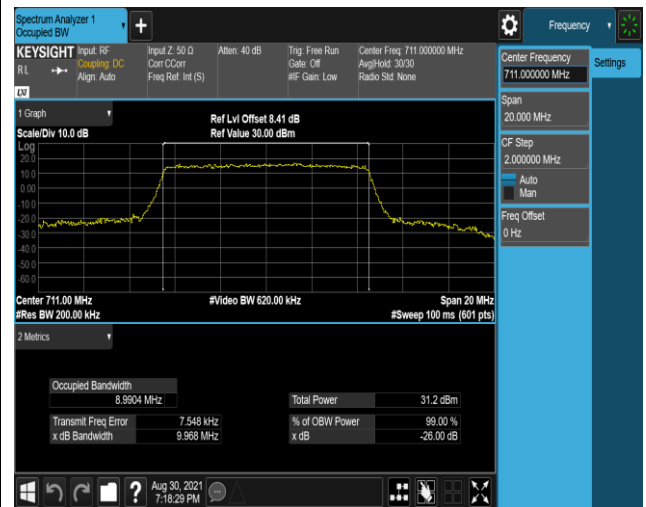 Spectrum Analyzer 1
Occupied BW
+
Frequency
KEYSIGHT
RL
LXI
Input: RF
Coupling: DC
Align: Auto
Input Z: 50 Ω
Corr CCorr
Freq Ref: Int (S)
Atten: 40 dB
Trig: Free Run
Gate: Off
#IF Gain: Low
Center Freq: 711.000000 MHz
Avg|Hold: 30/30
Radio Std: None
Center Frequency
711.000000 MHz
Settings
Span
20.000 MHz
CF Step
2.000000 MHz
Auto
Man
Freq Offset
0 Hz
1 Graph
Scale/Div 10.0 dB
Ref Lvl Offset 8.41 dB
Ref Value 30.00 dBm
Log
20.0
10.0
0.00
-10.0
-20.0
-30.0
-40.0
-50.0
-60.0
Center 711.00 MHz
#Video BW 620.00 kHz
Span 20 MHz
#Res BW 200.00 kHz
#Sweep 100 ms (601 pts)
2 Metrics
Occupied Bandwidth
8.9904 MHz
Total Power 31.2 dBm
Transmit Freq Error 7.548 kHz
% of OBW Power 99.00 %
x dB Bandwidth 9.968 MHz
x dB -26.00 dB
?
Aug 30, 2021
7:18:29 PM